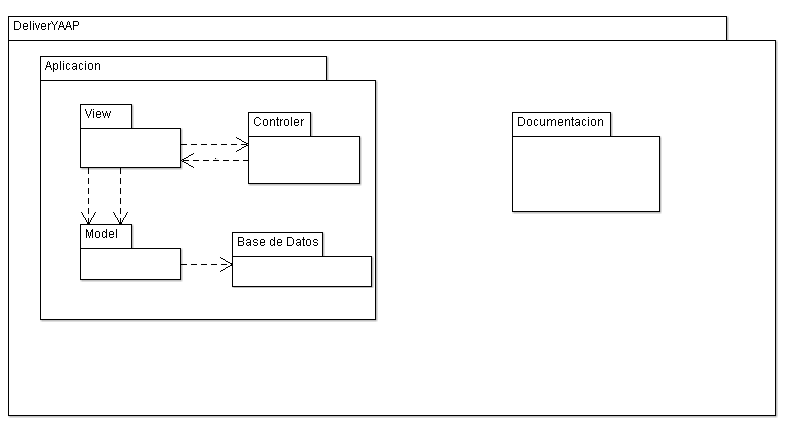 DeliverYAAP
Aplicacion
View
Controler
Documentacion
Model
Base de Datos